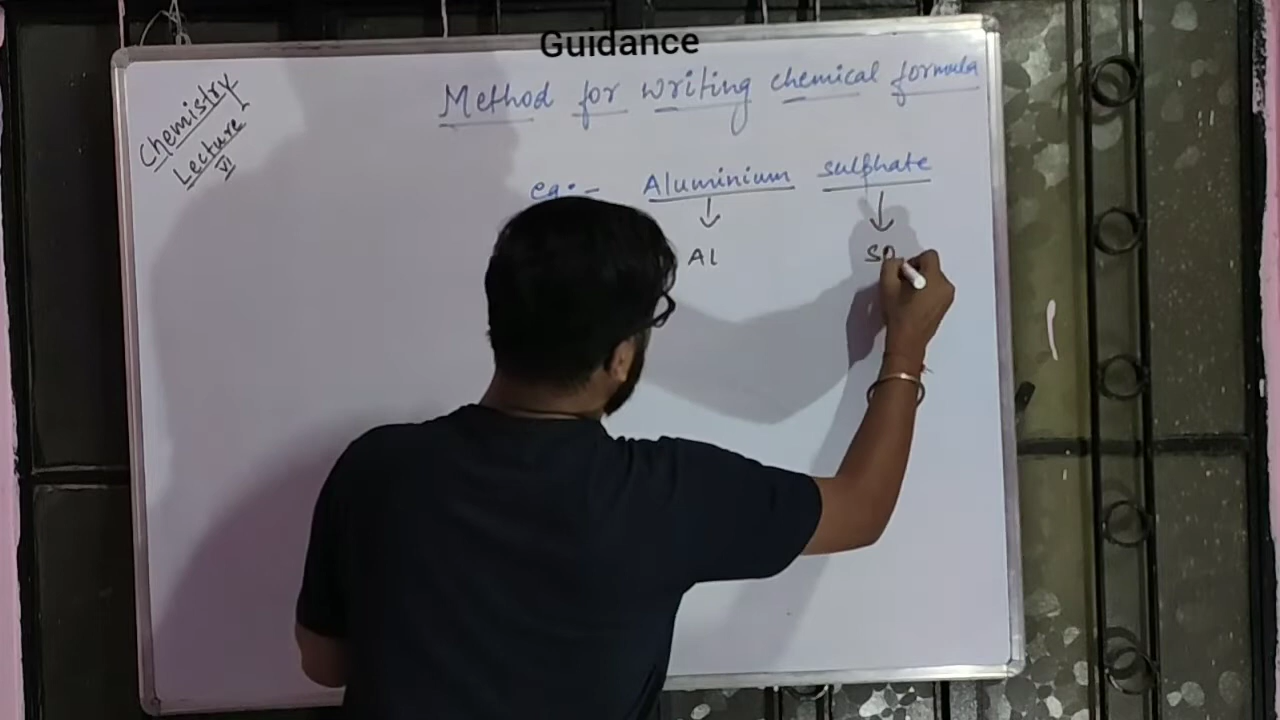 Guidance
Chemistry
Lecture
VI
Method for writing chemical formula
eg:- Aluminium sulphate
Al SO